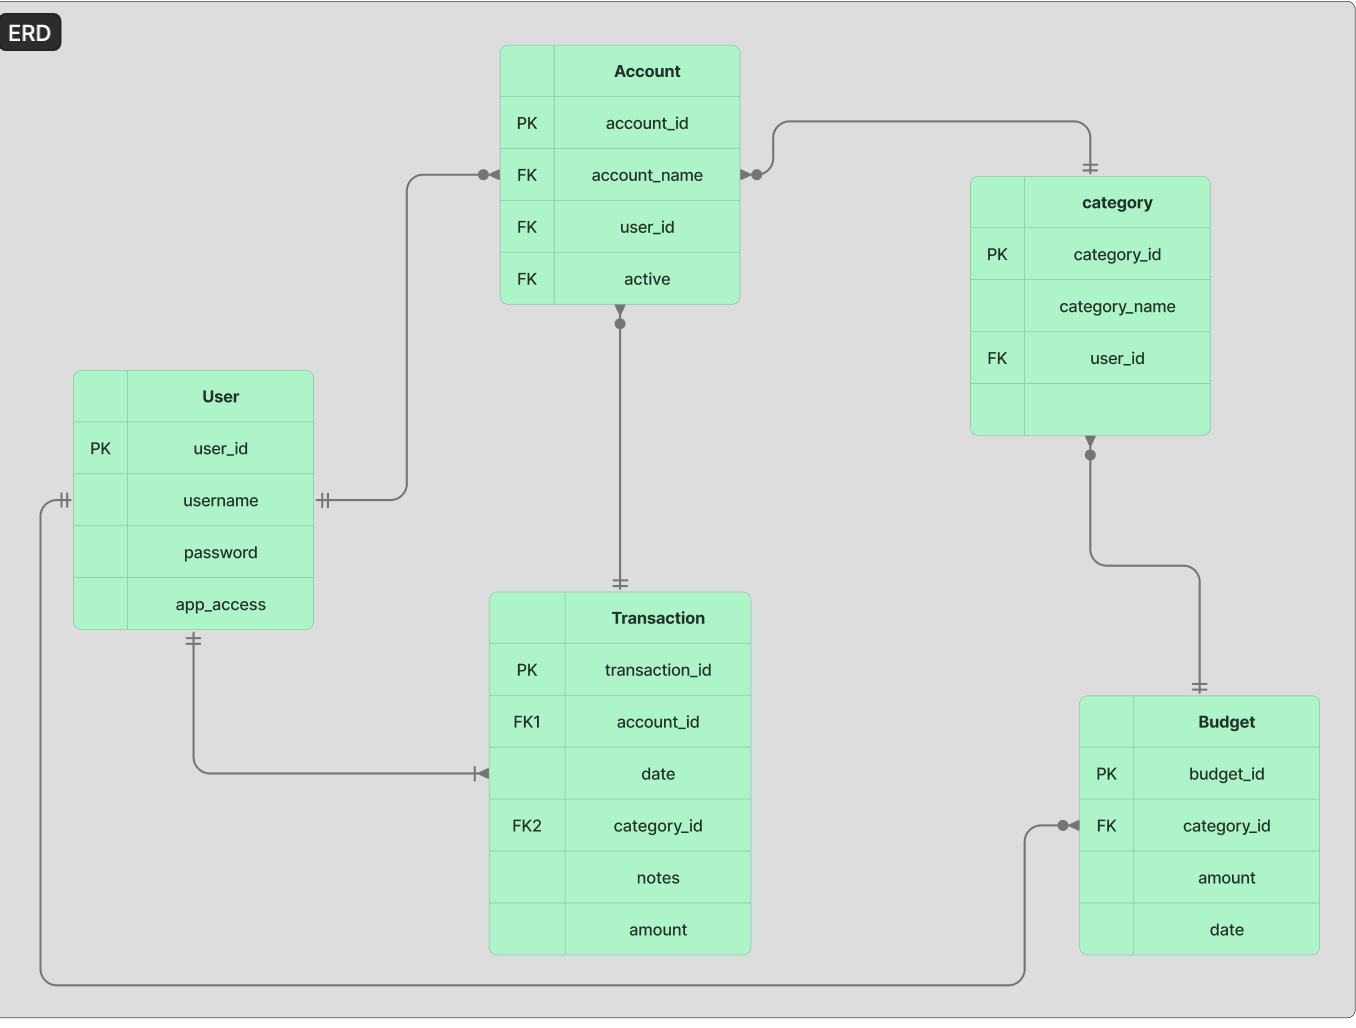 ERD
Account
PK account_id
FK account_name
FK user_id
FK active
category
PK category_id
category_name
FK user_id
User
PK user_id
username
password
app_access
Transaction
PK transaction_id
FK1 account_id
date
FK2 category_id
notes
amount
Budget
PK budget_id
FK category_id
amount
date